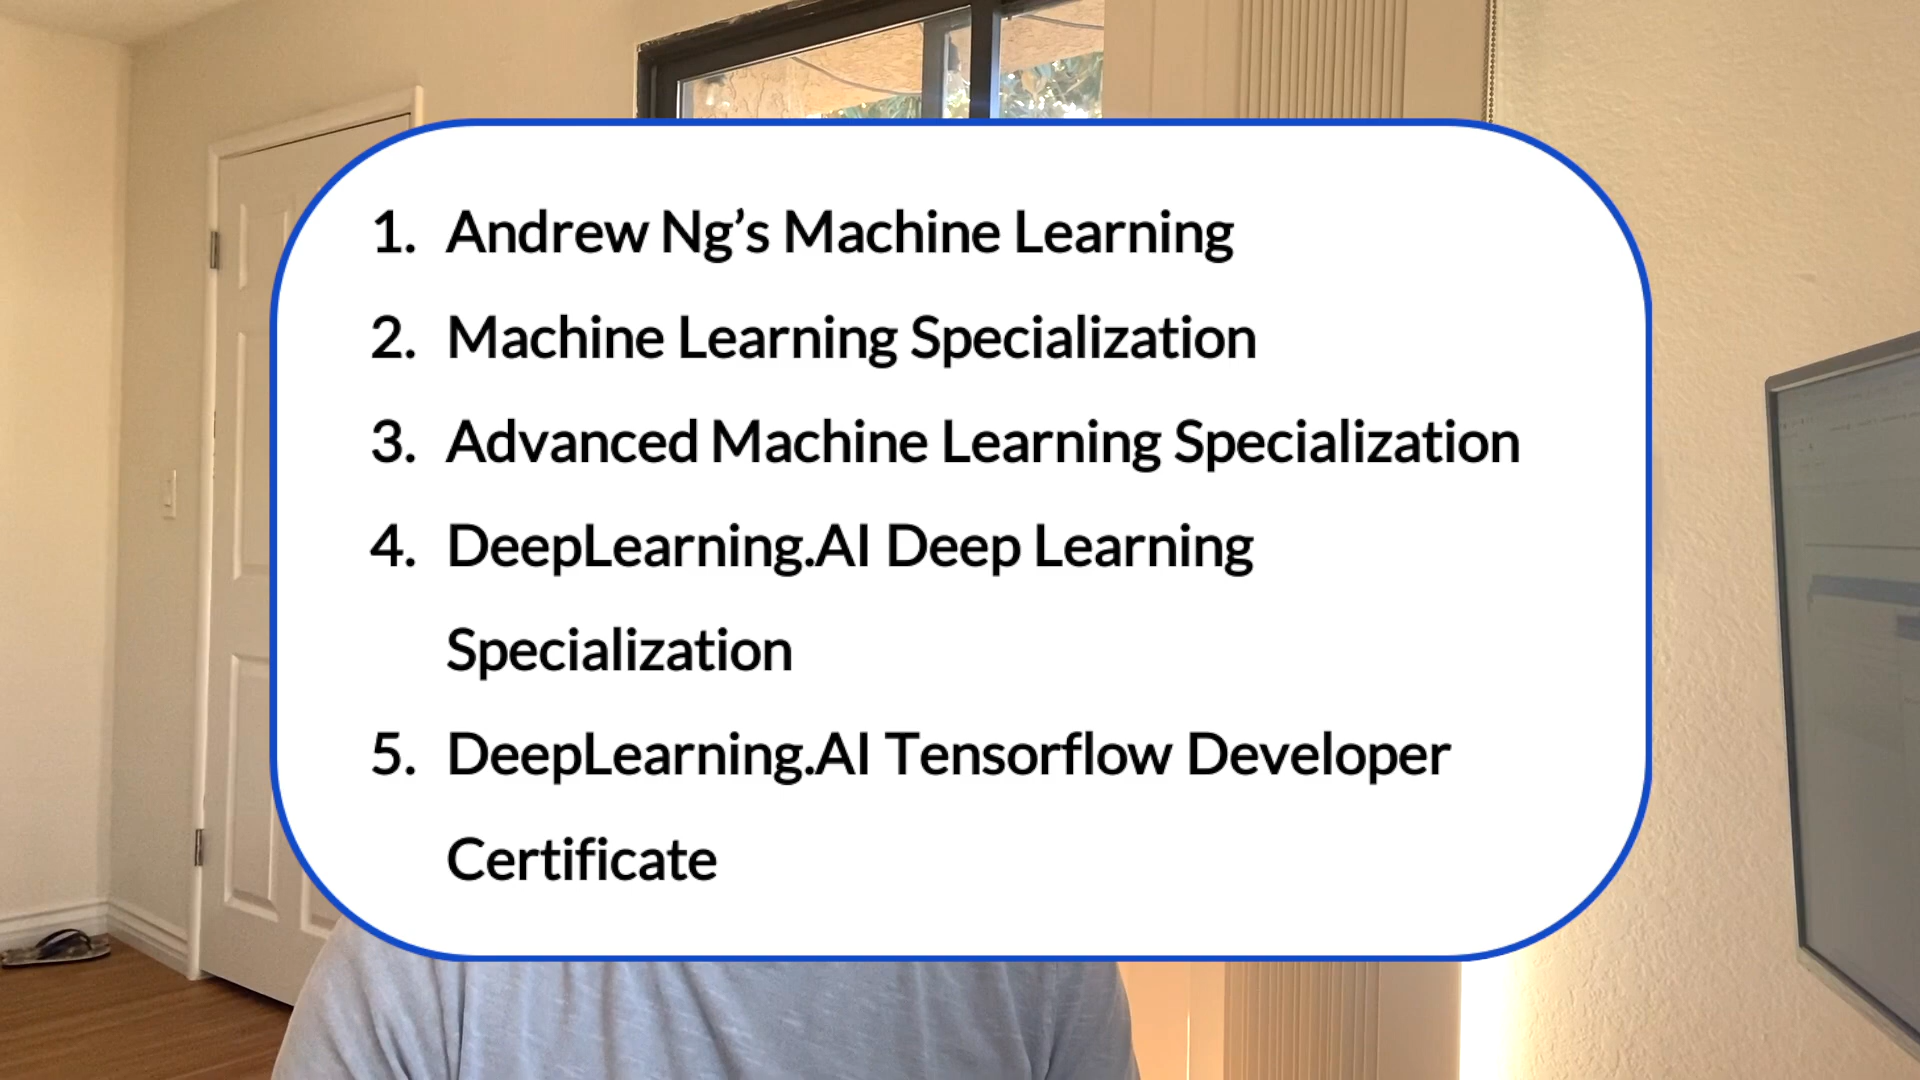 1. Andrew Ng’s Machine Learning
2. Machine Learning Specialization
3. Advanced Machine Learning Specialization
4. DeepLearning.AI Deep Learning
Specialization
5. DeepLearning.AI Tensorflow Developer
Certificate